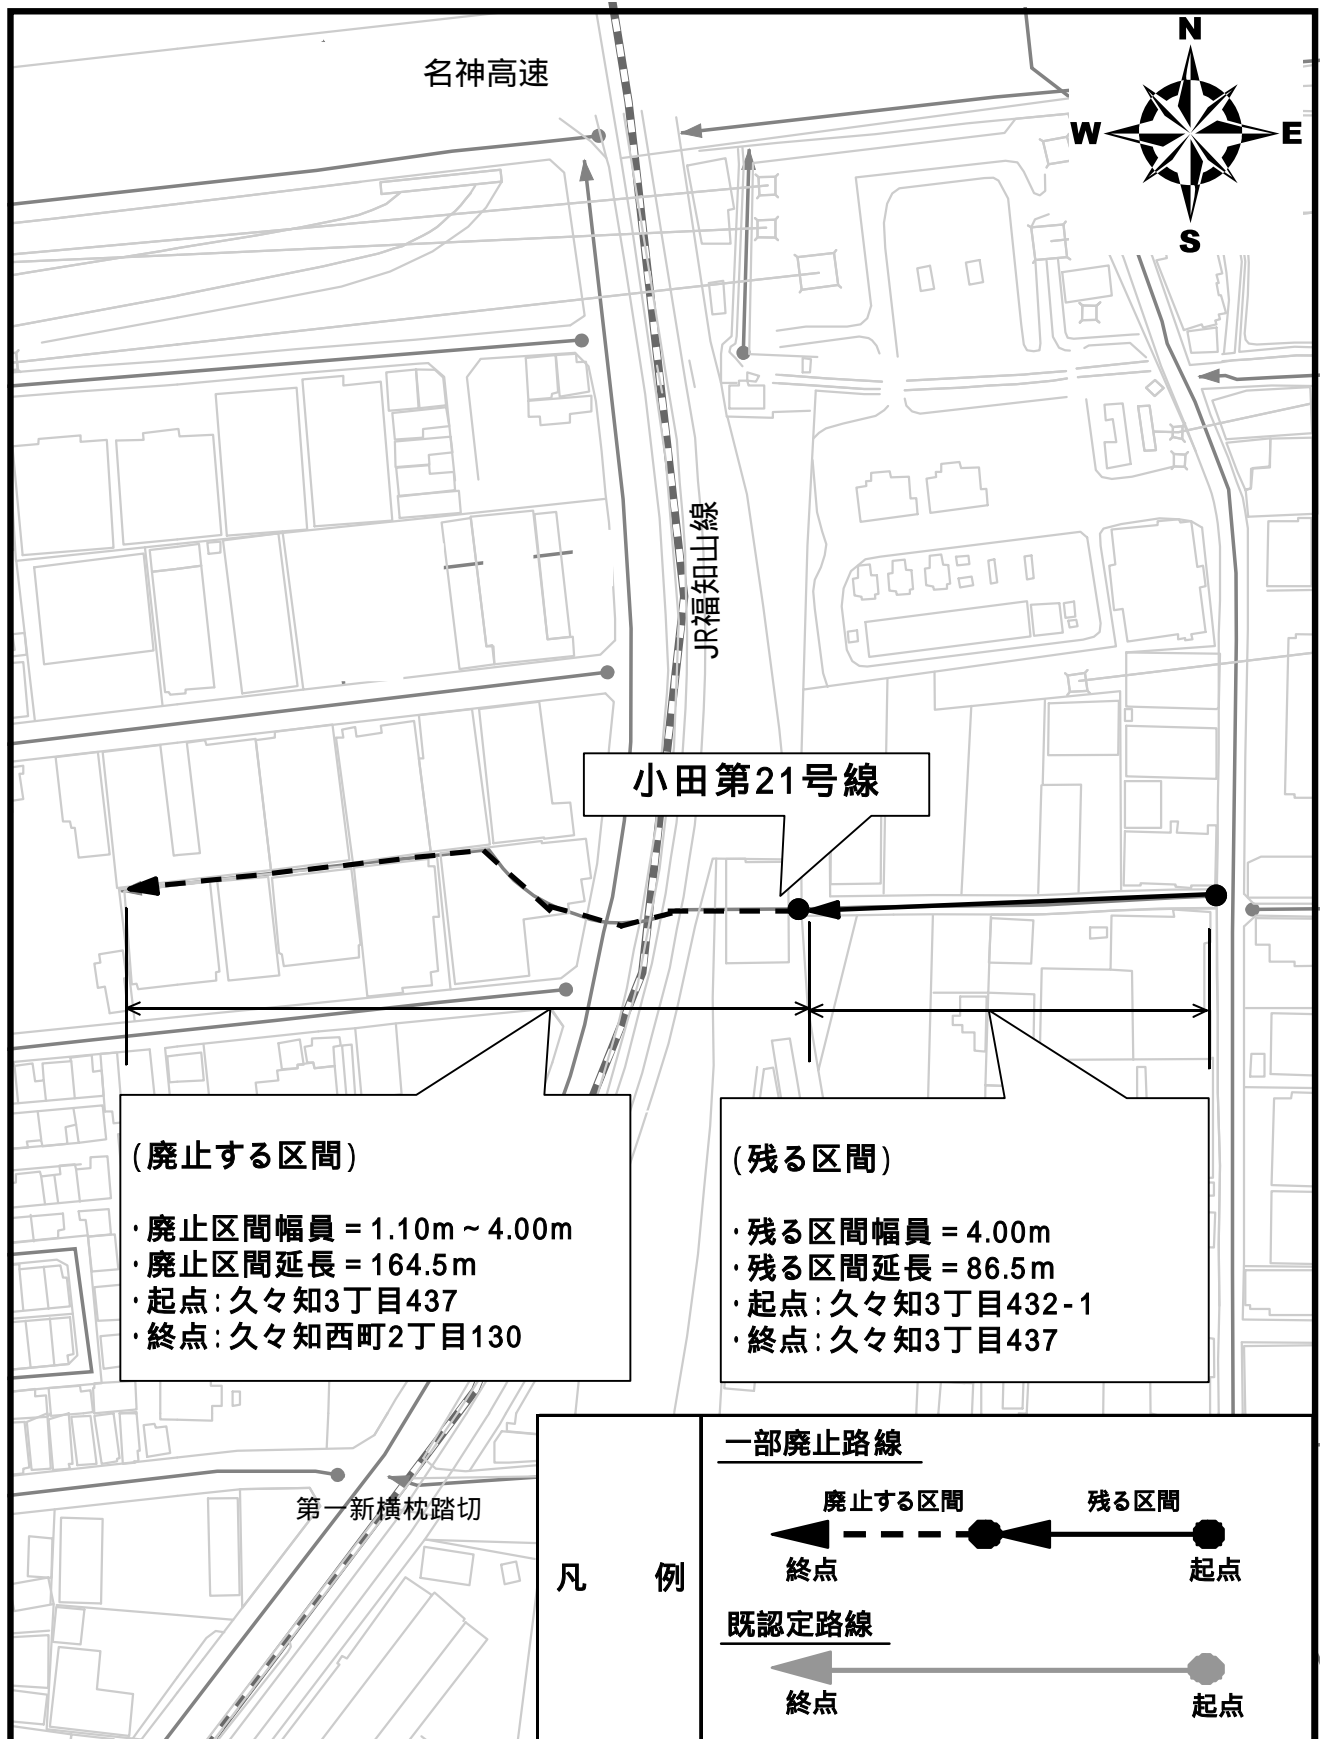 N
名神高速
W
E
S
JR福知山線
小田第21号線
(廃止する区間)
・廃止区間幅員＝1.10m～4.00m
・廃止区間延長＝164.5m
・起点：久々知3丁目437
・終点：久々知西町2丁目130
(残る区間)
・残る区間幅員＝4.00m
・残る区間延長＝86.5m
・起点：久々知3丁目432-1
・終点：久々知3丁目437
第一新横枕踏切
凡 例
一部廃止路線
廃止する区間 残る区間
終点 起点
既認定路線
終点 起点